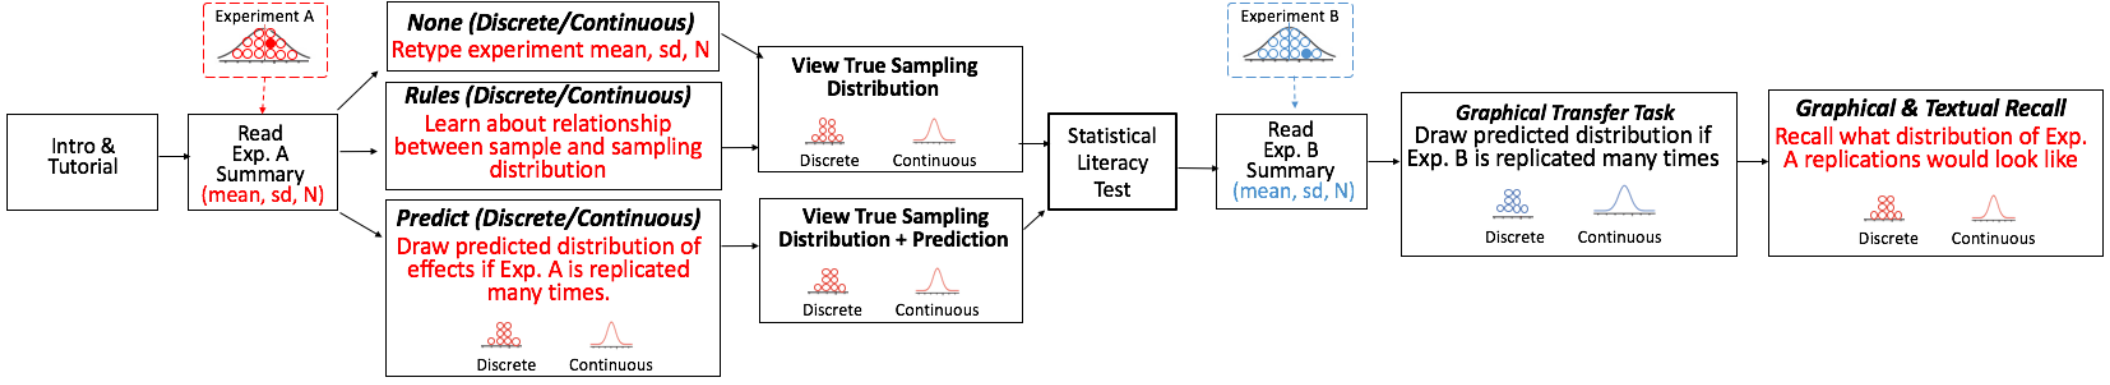 Intro &
Tutorial
Experiment A
Read
Exp. A
Summary
(mean, sd, N)
None (Discrete/Continuous)
Retype experiment mean, sd, N
Rules (Discrete/Continuous)
Learn about relationship
between sample and sampling
distribution
Predict (Discrete/Continuous)
Draw predicted distribution of
effects if Exp. A is replicated
many times.
Discrete Continuous
View True Sampling
Distribution
Discrete Continuous
View True Sampling
Distribution + Prediction
Discrete Continuous
Statistical
Literacy
Test
Experiment B
Read
Exp. B
Summary
(mean, sd, N)
Graphical Transfer Task
Draw predicted distribution if
Exp. B is replicated many times
Discrete Continuous
Graphical & Textual Recall
Recall what distribution of Exp.
A replications would look like
Discrete Continuous